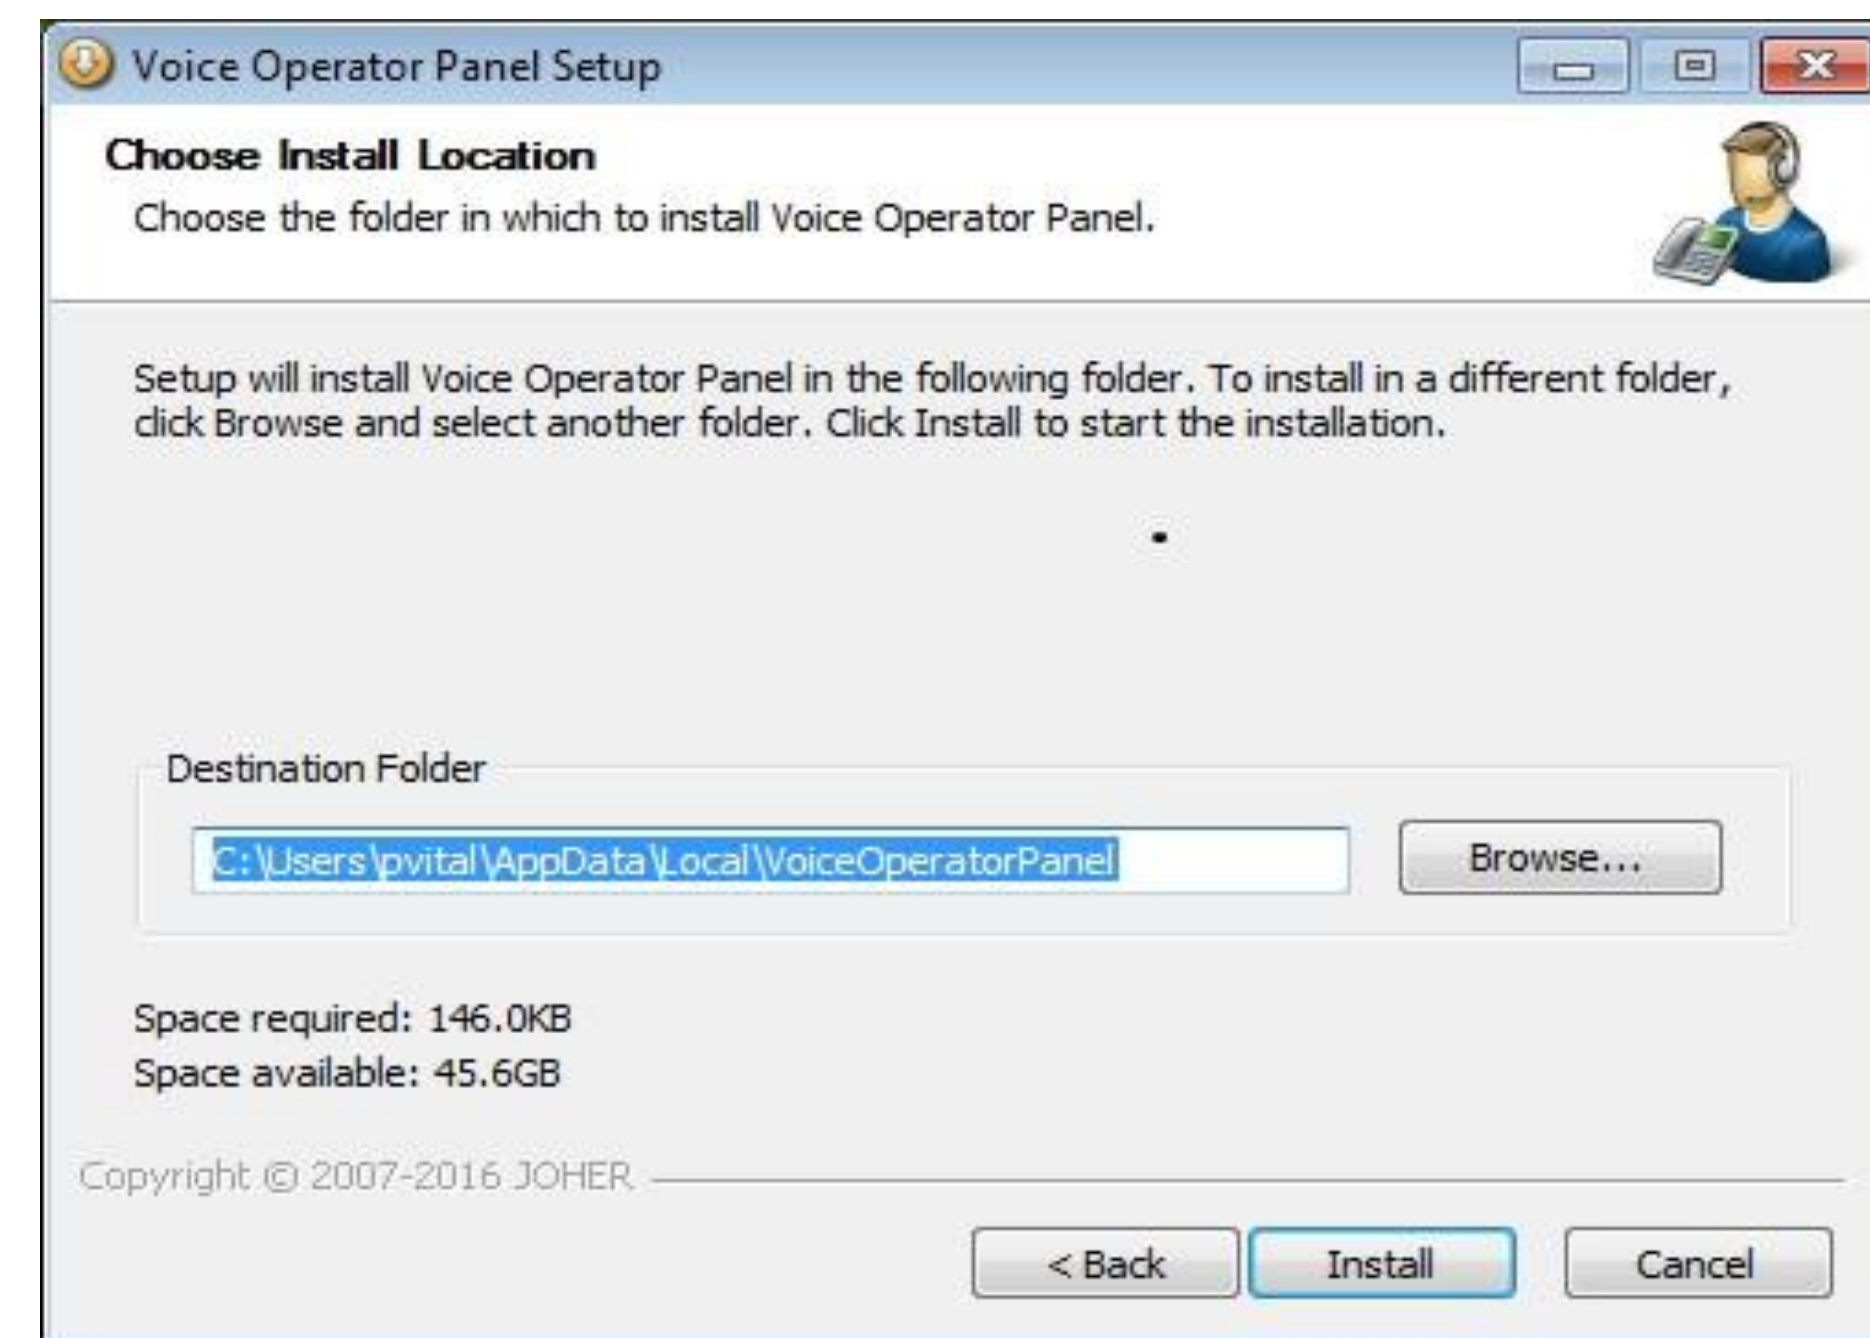 Voice Operator Panel Setup
Choose Install Location
Choose the folder in which to install Voice Operator Panel.
Setup will install Voice Operator Panel in the following folder. To install in a different folder,
click Browse and select another folder. Click Install to start the installation.
Destination Folder
C:\Users\pvital\AppData\Local\VoiceOperatorPanel
Browse...
Space required: 146.0KB
Space available: 45.6GB
Copyright © 2007-2016 JOHER
< Back Install Cancel